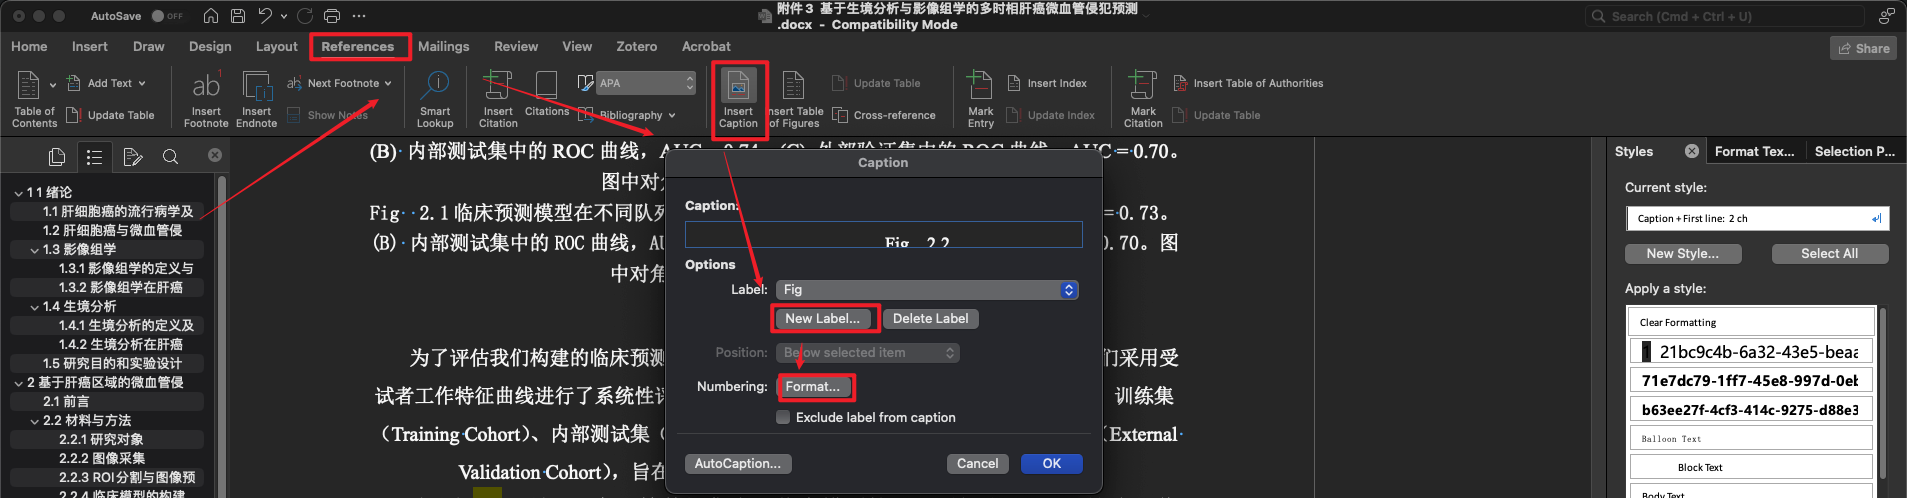 AutoSave OFF
附件 3 基于生境分析与影像组学的多时相肝癌微血管侵犯预测
.docx - Compatibility Mode
Search (Cmd + Ctrl + U)
Home Insert Draw Design Layout References Mailings Review View Zotero Acrobat
Share
Table of Contents
Add Text
Update Table
Insert Footnote
Insert Endnote
Next Footnote
Show Notes
Smart Lookup
Insert Citation
Citations
APA
Bibliography
Insert Caption
Insert Table of Figures
Update Table
Cross-reference
Mark Entry
Insert Index
Update Index
Mark Citation
Insert Table of Authorities
Update Table
1 1 绪论
1.1 肝细胞癌的流行病学及
1.2 肝细胞癌与微血管侵
1.3 影像组学
1.3.1 影像组学的定义与
1.3.2 影像组学在肝癌
1.4 生境分析
1.4.1 生境分析的定义及
1.4.2 生境分析在肝癌
1.5 研究目的和实验设计
2 基于肝癌区域的微血管侵
2.1 前言
2.2 材料与方法
2.2.1 研究对象
2.2.2 图像采集
2.2.3 ROI分割与图像预
2.2.4 临床模型的构建
(B) 内部测试集中的 ROC 曲线，AUC = 0.74. (C) 外部验证集中的 ROC 曲线，AUC = 0.70。
图中对角
Fig 2.1 临床预测模型在不同队列 = 0.73。
(B) 内部测试集中的 ROC 曲线，AU 0.70。图
中对角
为了评估我们构建的临床预测 们采用受
试者工作特征曲线进行了系统性评 训练集
（Training Cohort）、内部测试集（ （External
Validation Cohort），旨在
Caption
Caption:
Fig 2.2
Options
Label: Fig
New Label... Delete Label
Position: Below selected item
Numbering: Format...
Exclude label from caption
AutoCaption... Cancel OK
Styles Format Tex... Selection P...
Current style:
Caption + First line: 2 ch
New Style... Select All
Apply a style:
Clear Formatting
1 21bc9c4b-6a32-43e5-beaa
71e7dc79-1ff7-45e8-997d-0eb
b63ee27f-4cf3-414c-9275-d88e3
Balloon Text
Block Text
Body Text